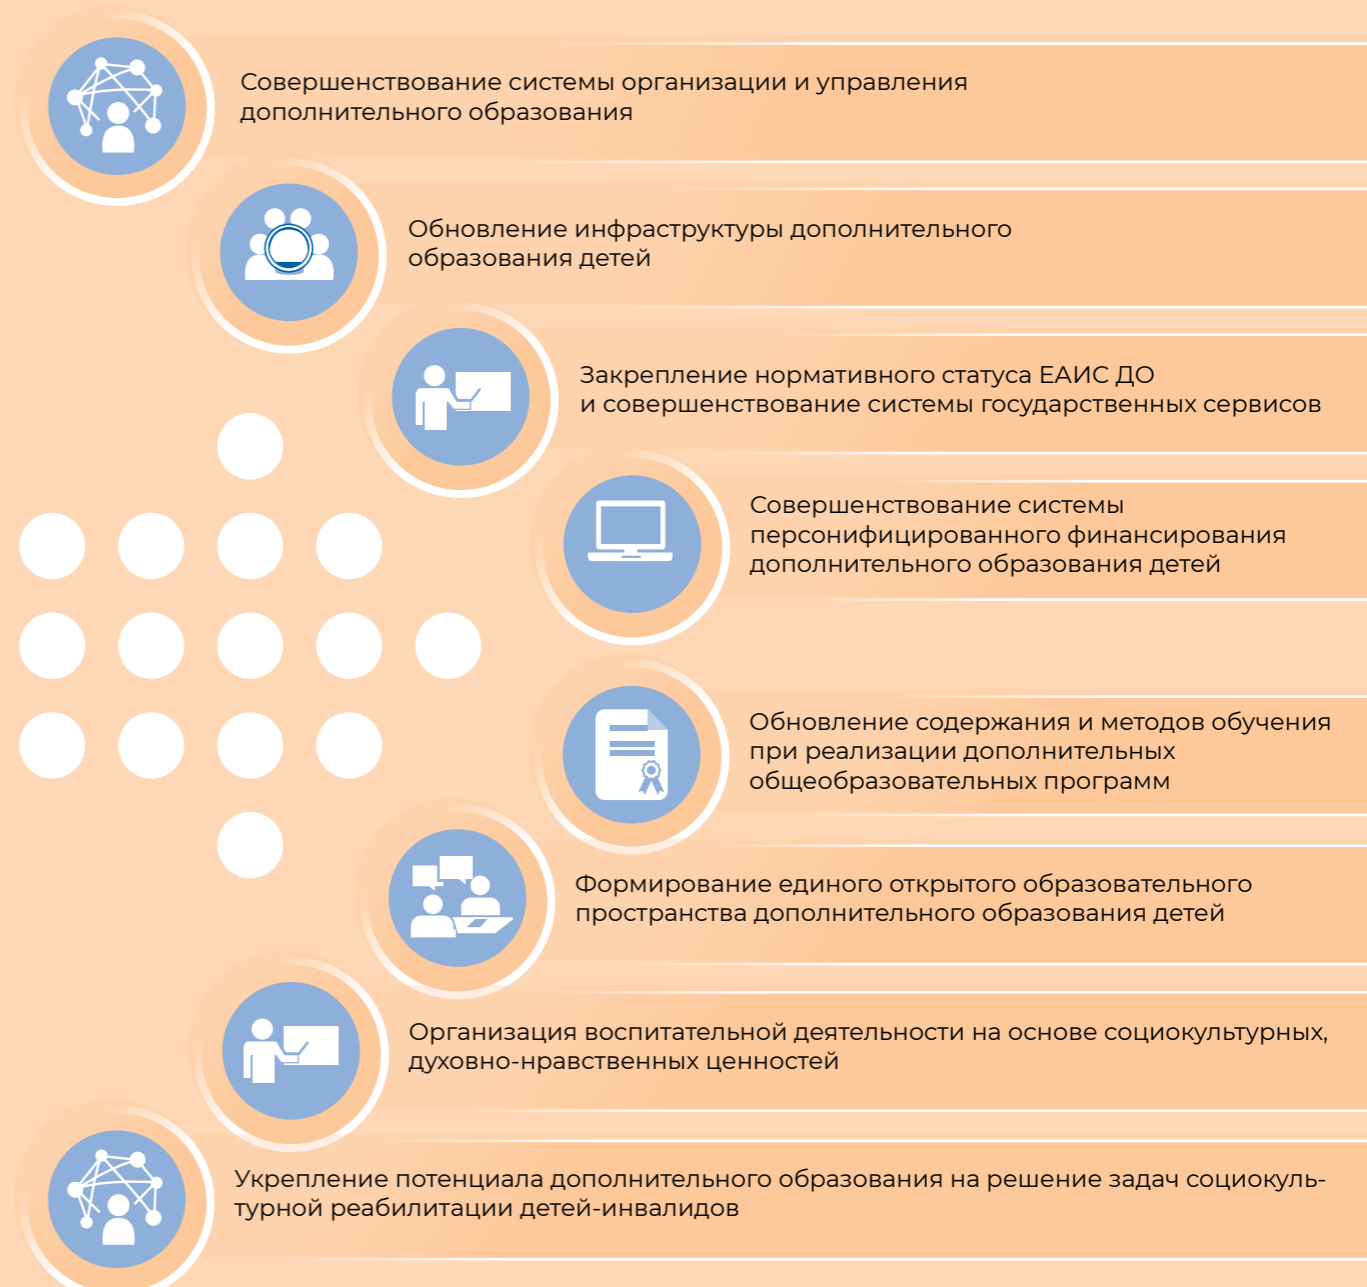 Совершенствование системы организации и управления
дополнительного образования
Обновление инфраструктуры дополнительного
образования детей
Закрепление нормативного статуса ЕАИС ДО
и совершенствование системы государственных сервисов
Совершенствование системы
персонифицированного финансирования
дополнительного образования детей
Обновление содержания и методов обучения
при реализации дополнительных
общеобразовательных программ
Формирование единого открытого образовательного
пространства дополнительного образования детей
Организация воспитательной деятельности на основе социокультурных,
духовно-нравственных ценностей
Укрепление потенциала дополнительного образования на решение задач социокуль-
турной реабилитации детей-инвалидов